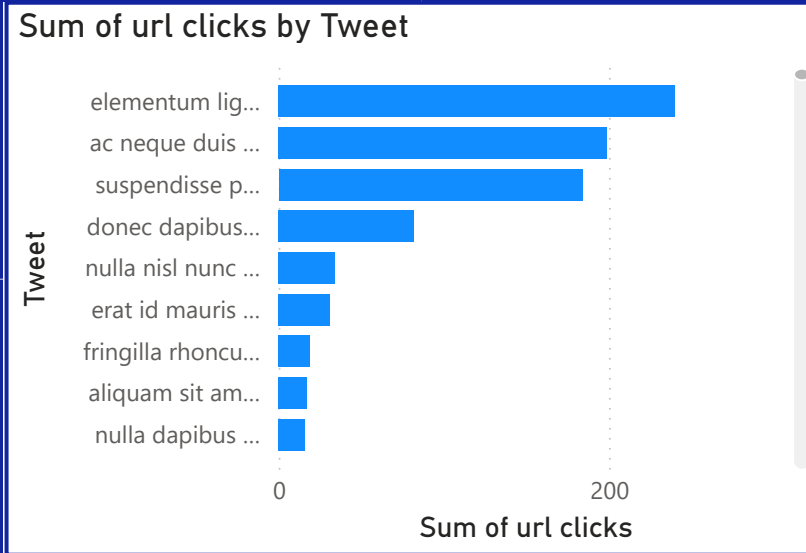 Sum of url clicks by Tweet
elementum lig...
ac neque duis ...
suspendisse p...
donec dapibus...
nulla nisl nunc ...
erat id mauris ...
fringilla rhoncu...
aliquam sit am...
nulla dapibus ...
Tweet
0 200
Sum of url clicks